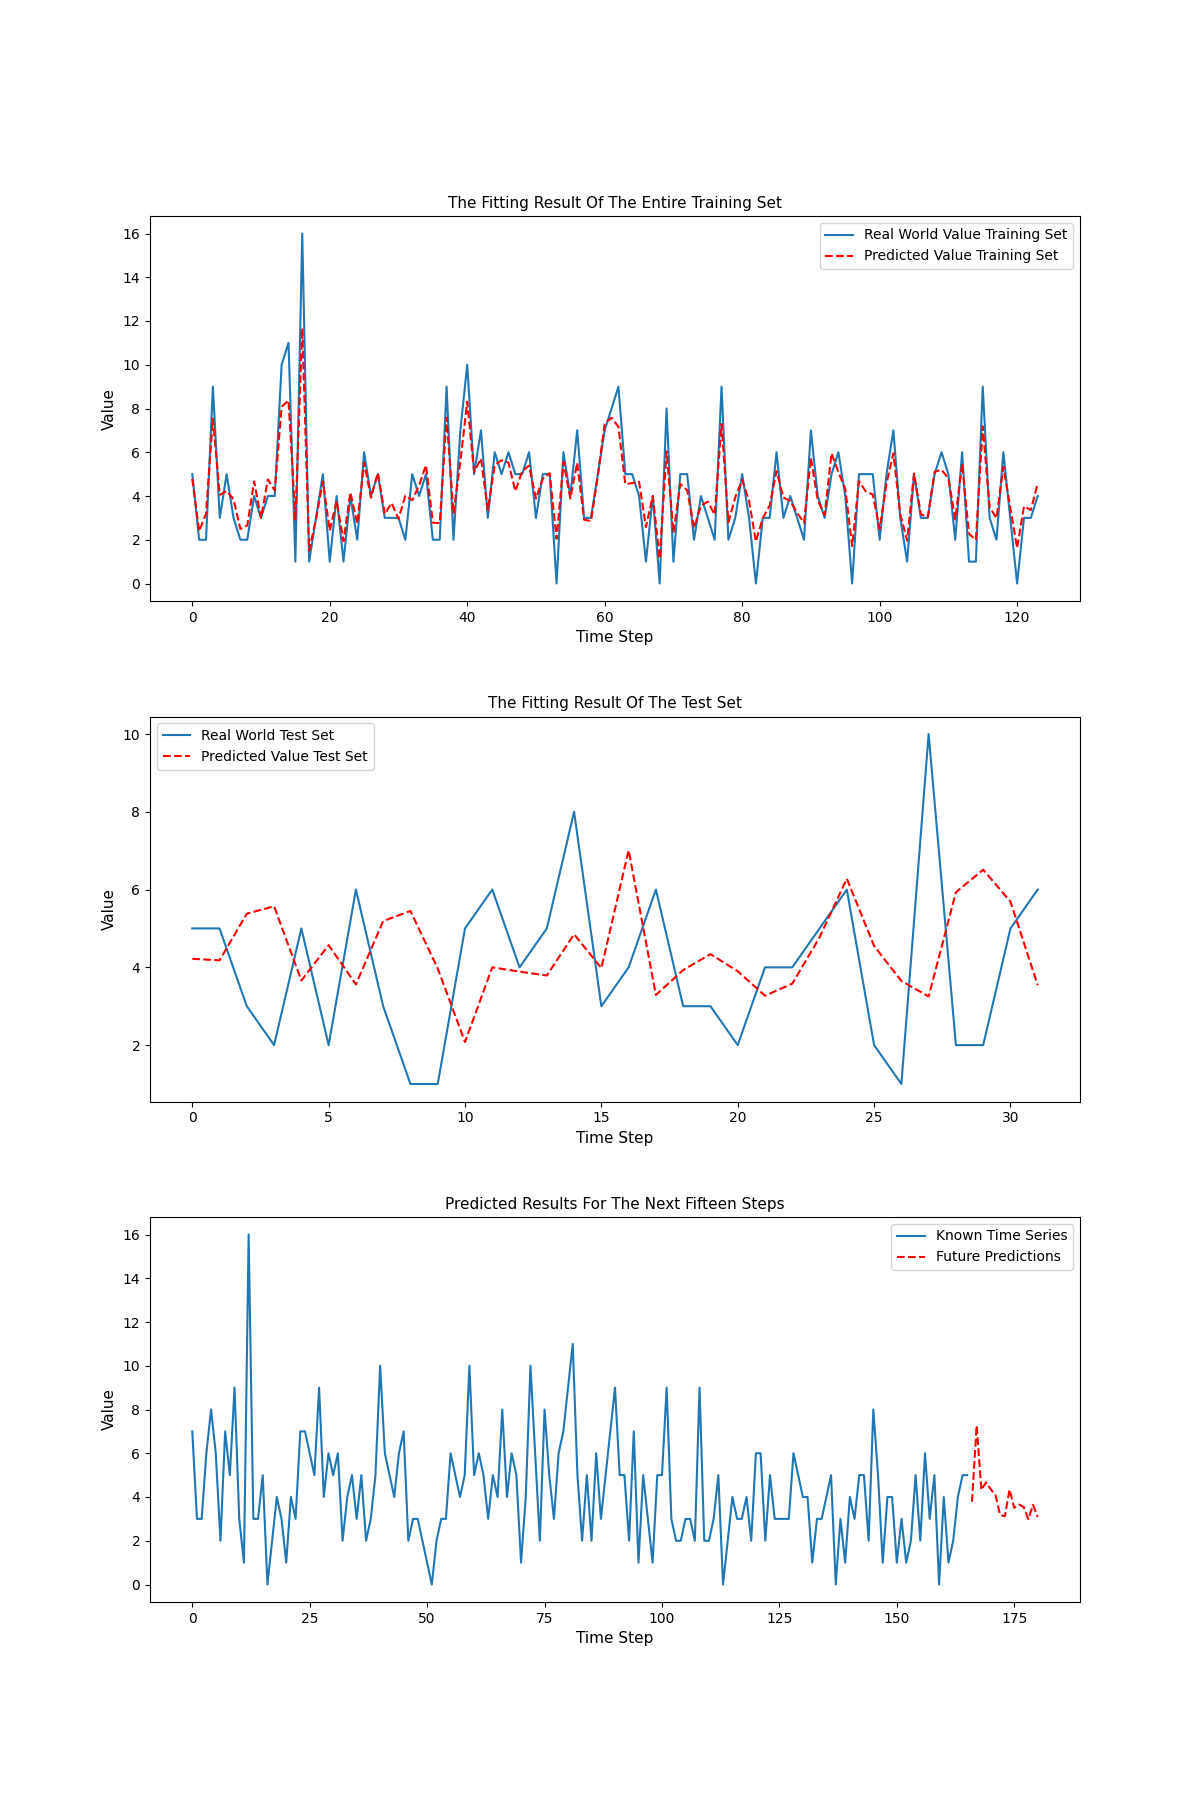 The Fitting Result Of The Entire Training Set
16
14
12
10
8
6
4
2
0
Value
Real World Value Training Set
Predicted Value Training Set
0 20 40 60 80 100 120
Time Step
The Fitting Result Of The Test Set
10
8
6
4
2
Value
Real World Test Set
Predicted Value Test Set
0 5 10 15 20 25 30
Time Step
Predicted Results For The Next Fifteen Steps
16
14
12
10
8
6
4
2
0
Value
Known Time Series
Future Predictions
0 25 50 75 100 125 150 175
Time Step